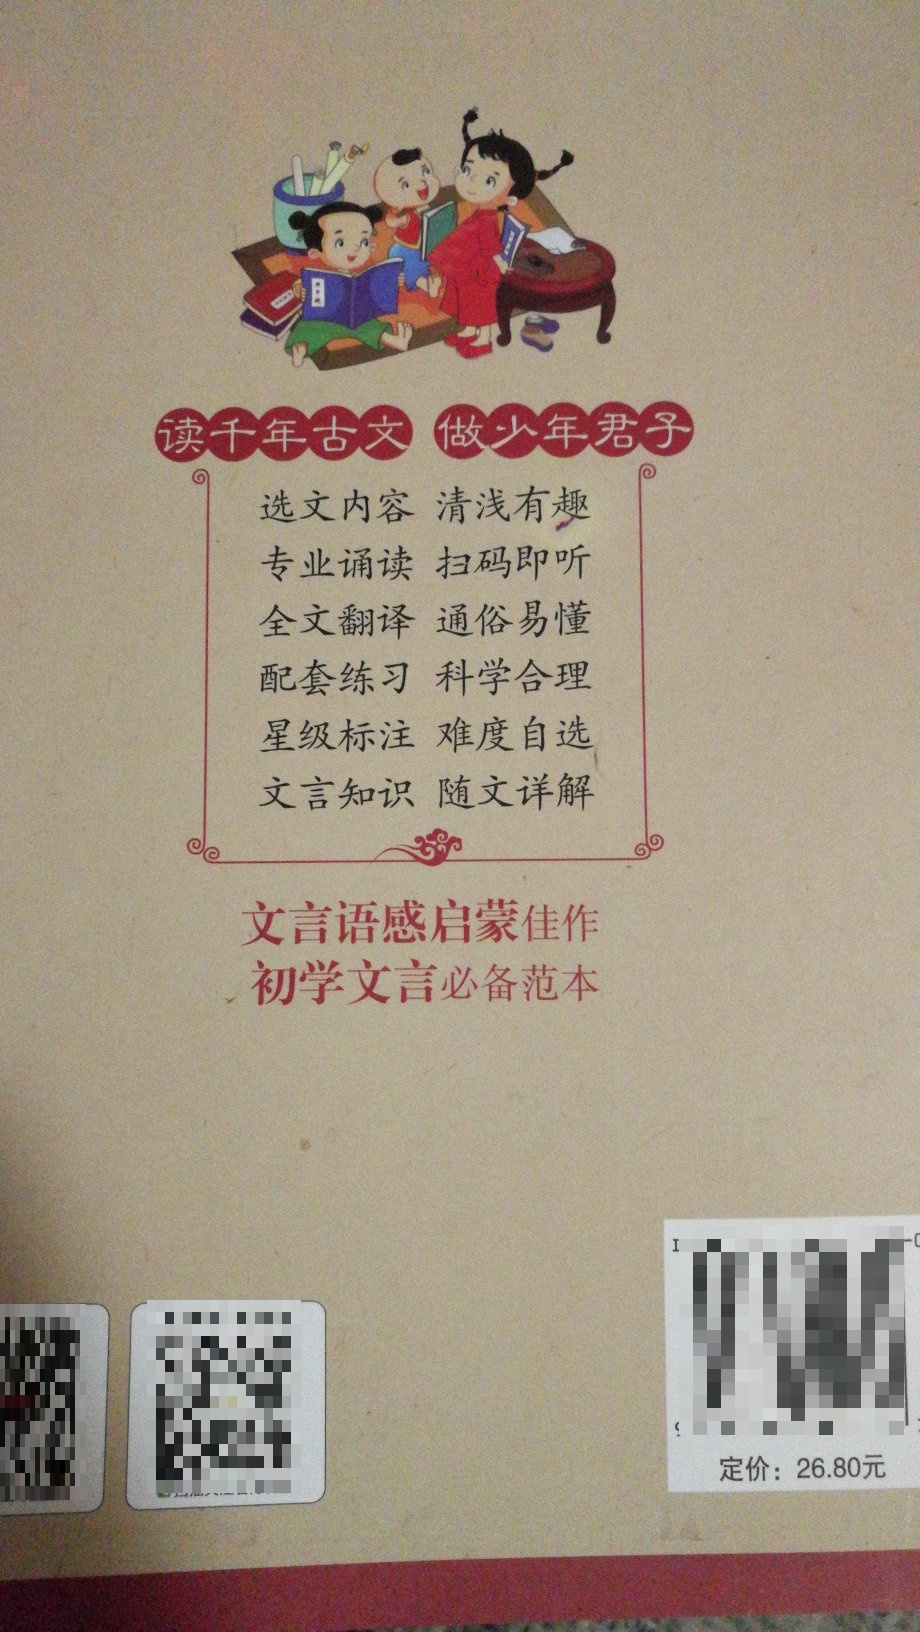 读千年古文 做少年君子
选文内容 清浅有趣
专业诵读 扫码即听
全文翻译 通俗易懂
配套练习 科学合理
星级标注 难度自选
文言知识 随文详解
文言语感启蒙佳作
初学文言必备范本
定价：26.80元